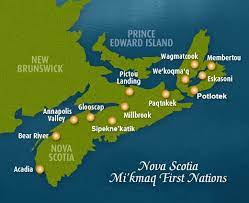 PRINCE
EDWARD ISLAND
NEW
BRUNSWICK
Wagmatcook
Membertou
We'koqma'q
Eskasoni
Potlotek
Pictou
Landing
Paqtnkek
Glooscap
Millbrook
Annapolis
Valley
Sipekne'katik
Bear River
NOVA
SCOTIA
Acadia
Nova Scotia
Mi'kmaq First Nations